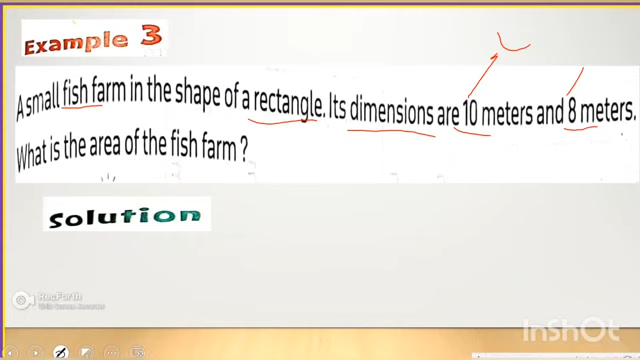 Example 3
A small fish farm in the shape of a rectangle. Its dimensions are 10 meters and 8 meters.
What is the area of the fish farm?
Solution
RecForth
InShOt